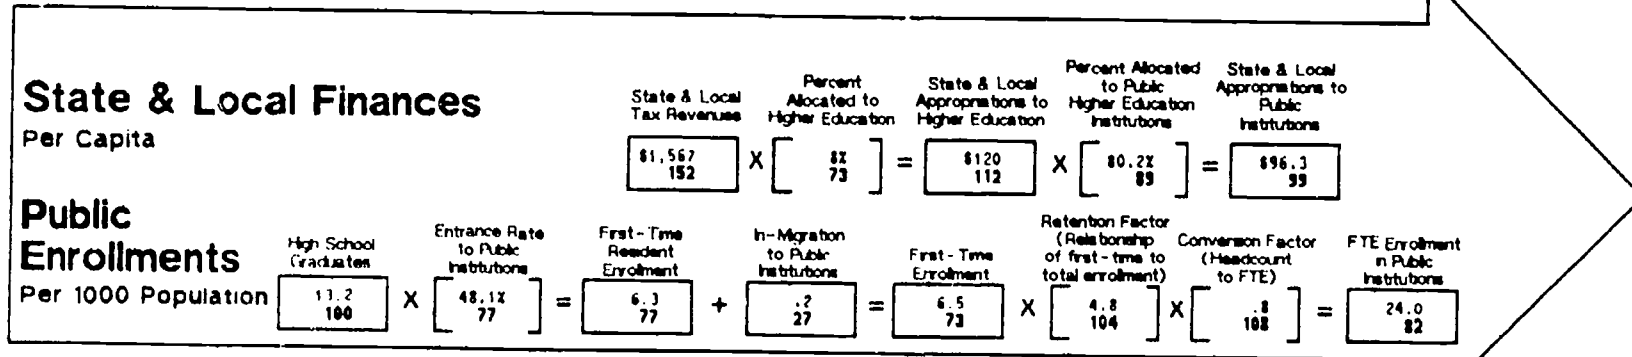 State & Local Finances
Per Capita
State & Local
Tax Revenues
$1,567
152
X
Percent
Allocated to
Higher Education
8%
73
=
State & Local
Appropriations to
Higher Education
$120
112
X
Percent Allocated
to Public
Higher Education
Institutions
80.2%
89
=
State & Local
Appropriations to
Public
Institutions
$96.3
99
Public
Enrollments
Per 1000 Population
High School
Graduates
13.2
100
X
Entrance Rate
to Public
Institutions
48.1%
77
=
First-Time
Resident
Enrollment
6.3
77
+
In-Migration
to Public
Institutions
.2
27
=
First-Time
Enrollment
6.5
73
X
Retention Factor
(Relationship
of first-time to
total enrollment)
4.8
104
X
Conversion Factor
(Headcount
to FTE)
.8
108
=
FTE Enrollment
in Public
Institutions
24.0
82